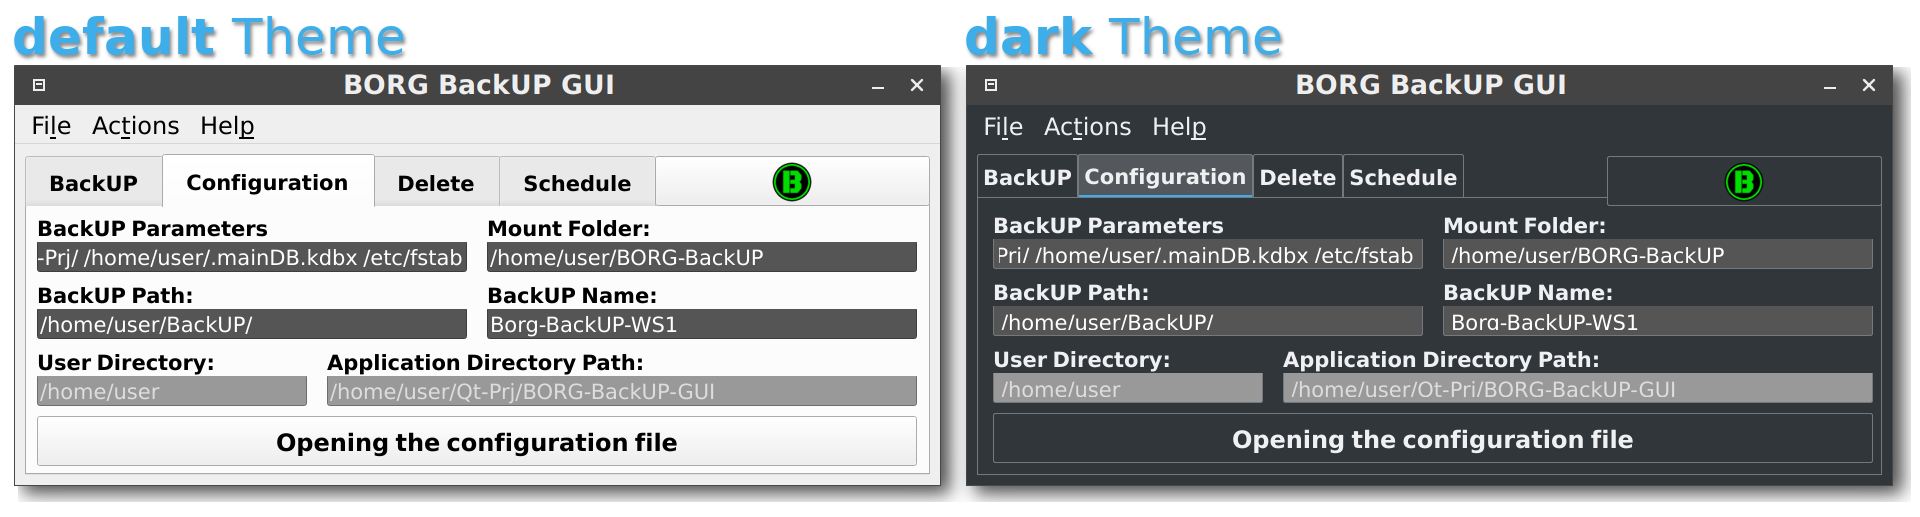 default Theme
BORG BackUP GUI
File Actions Help
BackUP Configuration Delete Schedule B
BackUP Parameters Mount Folder:
-Prj/ /home/user/.mainDB.kdbx /etc/fstab /home/user/BORG-BackUP
BackUP Path: BackUP Name:
/home/user/BackUP/ Borg-BackUP-WS1
User Directory: Application Directory Path:
/home/user /home/user/Qt-Prj/BORG-BackUP-GUI
Opening the configuration file
dark Theme
BORG BackUP GUI
File Actions Help
BackUP Configuration Delete Schedule B
BackUP Parameters Mount Folder:
Prj/ /home/user/.mainDB.kdbx /etc/fstab /home/user/BORG-BackUP
BackUP Path: BackUP Name:
/home/user/BackUP/ Borg-BackUP-WS1
User Directory: Application Directory Path:
/home/user /home/user/Qt-Prj/BORG-BackUP-GUI
Opening the configuration file